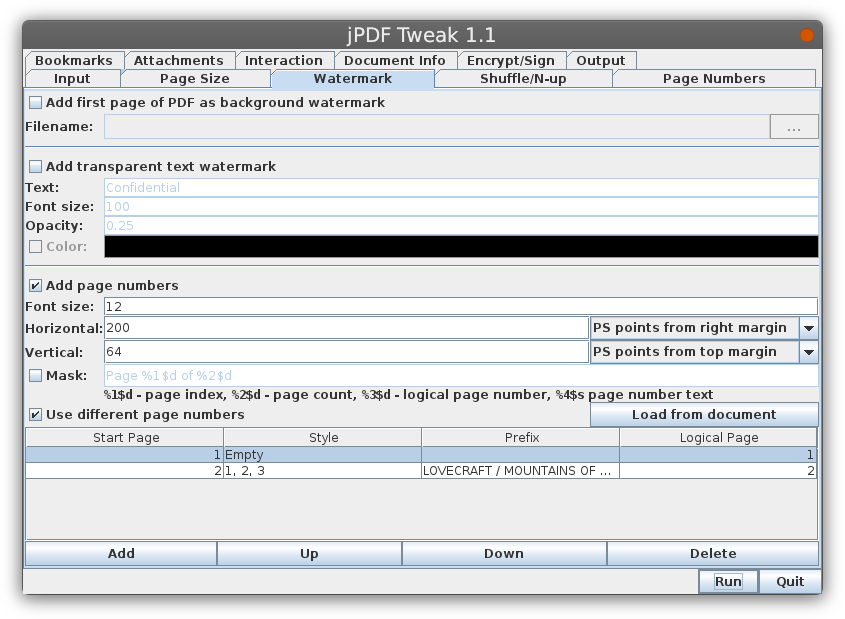 jPDF Tweak 1.1
Bookmarks Attachments Interaction Document Info Encrypt/Sign Output
Input Page Size Watermark Shuffle/N-up Page Numbers
Add first page of PDF as background watermark
Filename: ...
Add transparent text watermark
Text: Confidential
Font size: 100
Opacity: 0.25
Color:
Add page numbers
Font size: 12
Horizontal: 200 PS points from right margin
Vertical: 64 PS points from top margin
Mask: Page %1$d of %2$d
%1$d - page index, %2$d - page count, %3$d - logical page number, %4$s page number text
Use different page numbers Load from document
Start Page Style Prefix Logical Page
1 Empty 1
2 1, 2, 3 LOVECRAFT / MOUNTAINS OF ... 2
Add Up Down Delete
Run Quit